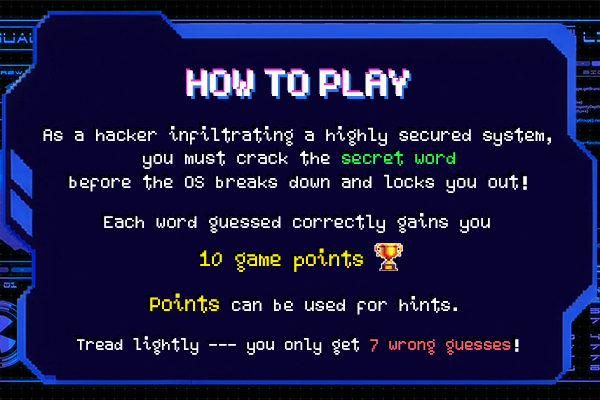 HOW TO PLAY
As a hacker infiltrating a highly secured system,
you must crack the secret word
before the OS breaks down and locks you out!
Each word guessed correctly gains you
10 game points
Points can be used for hints.
Tread lightly --- you only get 7 wrong guesses!